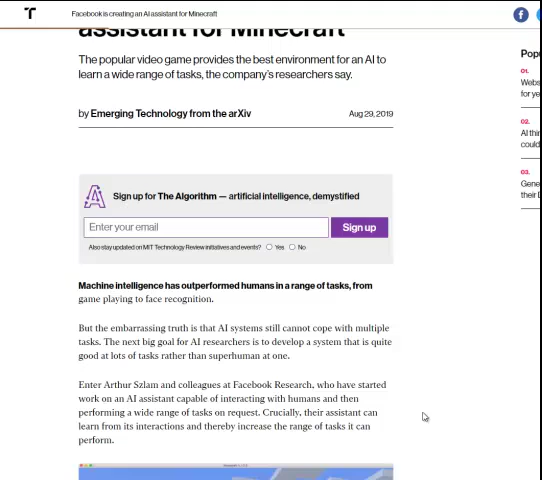 Facebook is creating an AI assistant for Minecraft
assistant for Minecraft
The popular video game provides the best environment for an AI to
learn a wide range of tasks, the company's researchers say.
by Emerging Technology from the arXiv
Aug 29, 2019
Sign up for The Algorithm — artificial intelligence, demystified
Enter your email
Sign up
Also stay updated on MIT Technology Review initiatives and events?
Yes
No
Machine intelligence has outperformed humans in a range of tasks, from
game playing to face recognition.
But the embarrassing truth is that AI systems still cannot cope with multiple
tasks. The next big goal for AI researchers is to develop a system that is quite
good at lots of tasks rather than superhuman at one.
Enter Arthur Szlam and colleagues at Facebook Research, who have started
work on an AI assistant capable of interacting with humans and then
performing a wide range of tasks on request. Crucially, their assistant can
learn from its interactions and thereby increase the range of tasks it can
perform.
Popu
01.
Webs
for ye
02.
AI thin
could
03.
Gene
their D